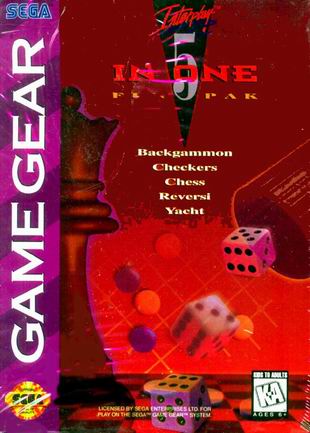 SEGA
Interplay
5
IN ONE
FUN PAK
Backgammon
Checkers
Chess
Reversi
Yacht
GAME GEAR
KIDS TO ADULTS
K-A
AGES 6+
LICENSED BY SEGA ENTERPRISES LTD. FOR
PLAY ON THE SEGA GAME GEAR SYSTEM